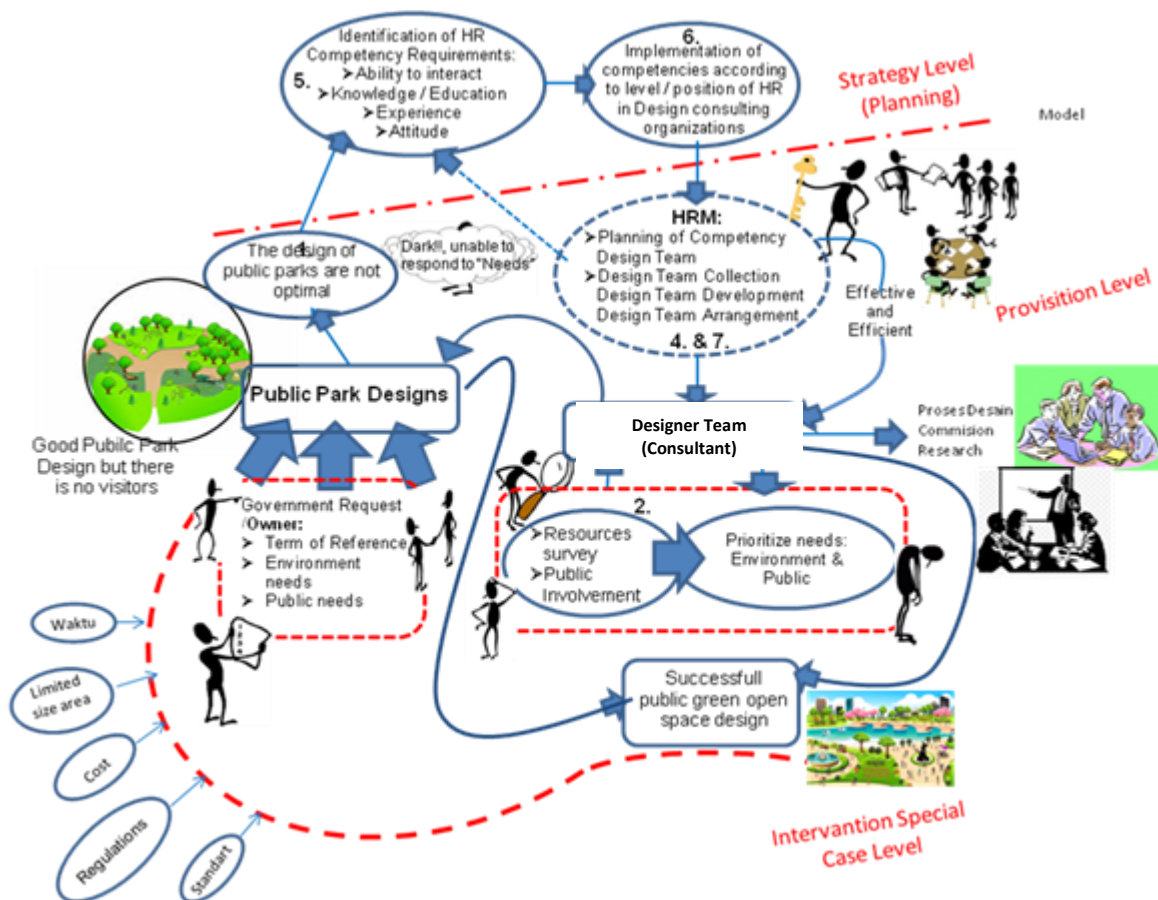 Identification of HR
Competency Requirements:
5.
➤Ability to interact
➤Knowledge / Education
➤Experience
➤Attitude
6.
Implementation of
competencies according
to level / position of HR
in Design consulting
organizations
Strategy Level
(Planning)
Model
1.
The design of
public parks are not
optimal
Dark!!, unable to
respond to "Needs"
HRM:
➤ Planning of Competency
Design Team
➤ Design Team Collection
Design Team Development
Design Team Arrangement
4. & 7.
Effective
and
Efficient
Provisition Level
Public Park Designs
Good Public Park
Design but there
is no visitors
Designer Team
(Consultant)
Proses Desain
Commision
Research
Government Request
/Owner:
➤ Term of Reference
➤ Environment
needs
➤ Public needs
2.
➤ Resources
survey
➤ Public
Involvement
Prioritize needs:
Environment &
Public
Waktu
Limited
size area
Cost
Regulations
Standart
Successfull
public green open
space design
Intervantion Special
Case Level